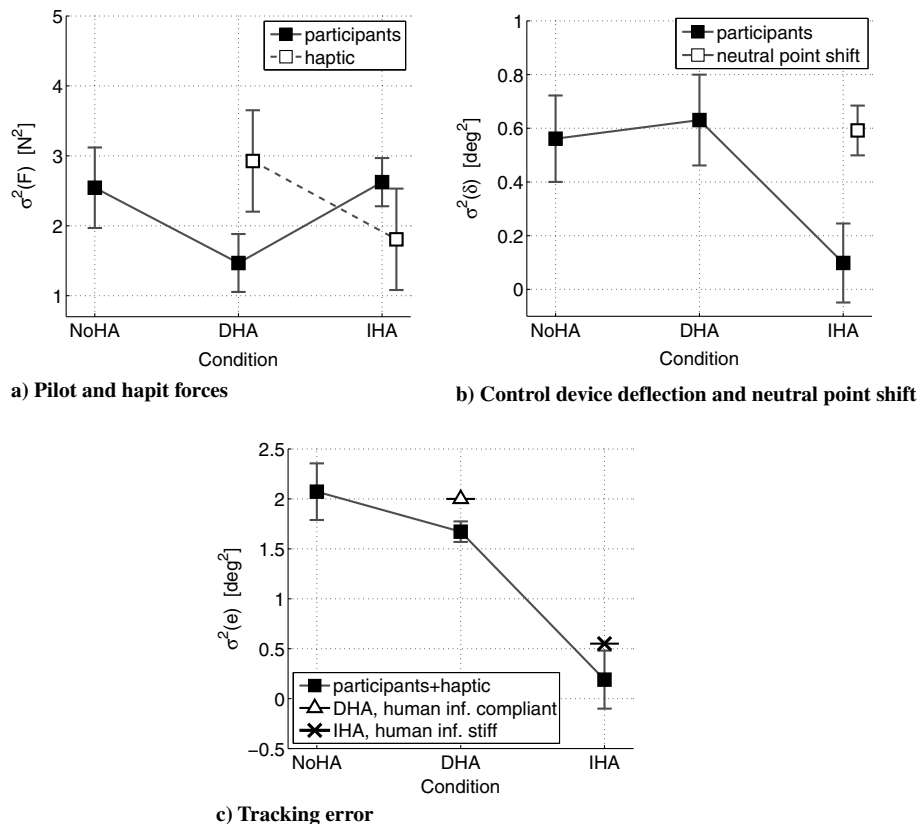 5
4
3
2
1
σ²(F) [N²]
participants
haptic
NoHA DHA IHA
Condition
a) Pilot and hapit forces
1
0.8
0.6
0.4
0.2
0
σ²(δ) [deg²]
participants
neutral point shift
NoHA DHA IHA
Condition
b) Control device deflection and neutral point shift
2.5
2
1.5
1
0.5
0
−0.5
σ²(e) [deg²]
participants+haptic
DHA, human inf. compliant
IHA, human inf. stiff
NoHA DHA IHA
Condition
c) Tracking error